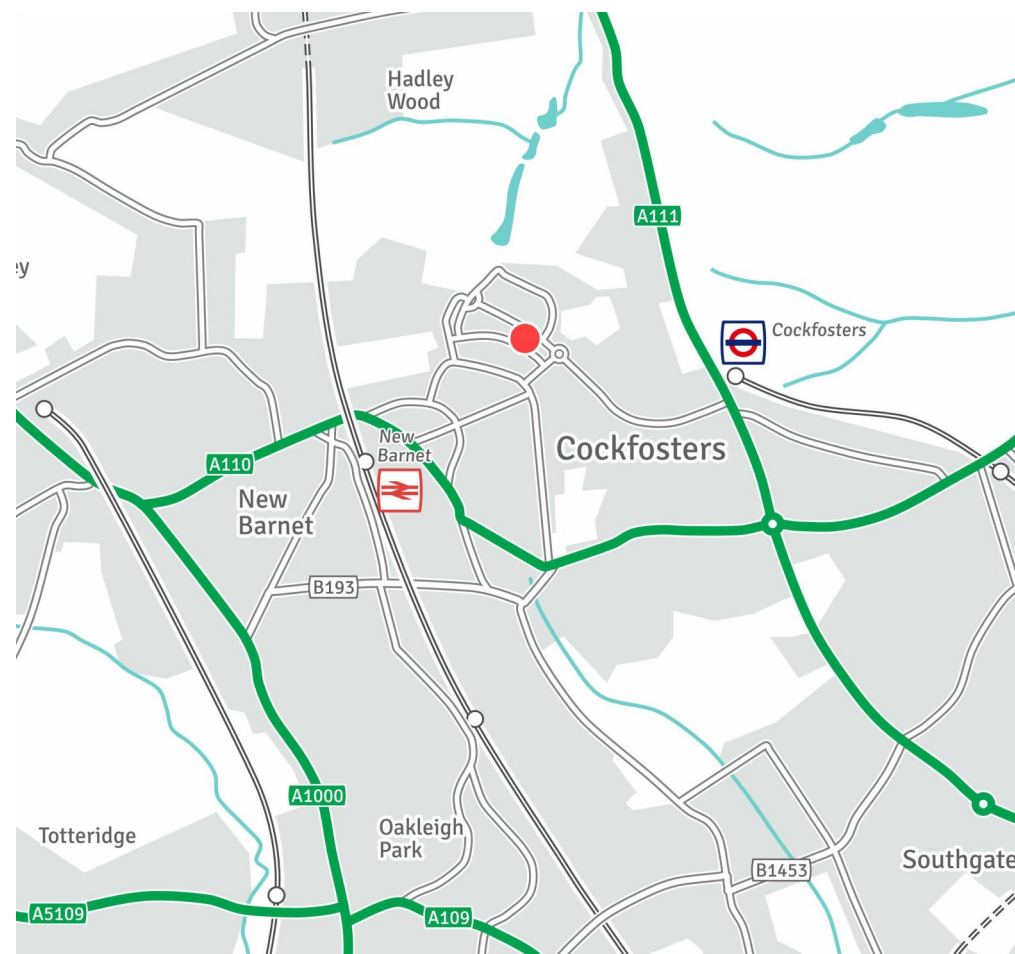 Hadley
Wood
A111
ey
Cockfosters
New
Barnet
Cockfosters
A110
New
Barnet
B193
A1000
Totteridge
Oakleigh
Park
Southgate
B1453
A5109
A109